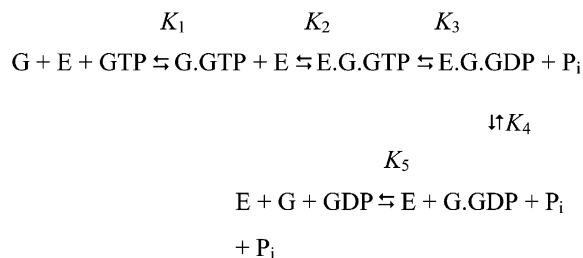 K1 K2 K3
G + E + GTP ⇆ G.GTP + E ⇆ E.G.GTP ⇆ E.G.GDP + Pi
⇅ K4
K5
E + G + GDP ⇆ E + G.GDP + Pi
+ Pi